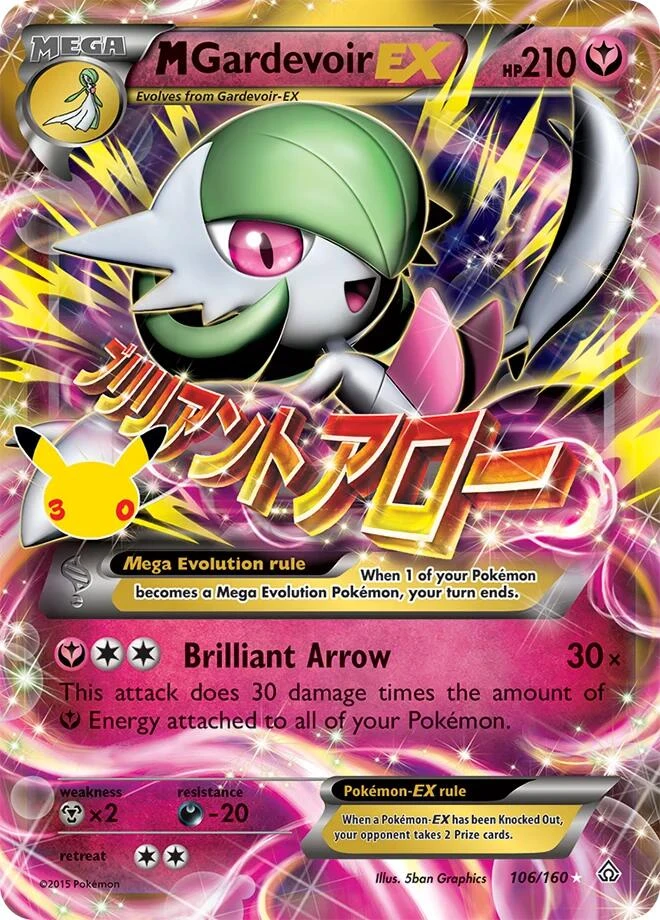 MEGA
M Gardevoir EX
HP210
Evolves from Gardevoir-EX
ブリリアントアロー
3 0
Mega Evolution rule
When 1 of your Pokémon
becomes a Mega Evolution Pokémon, your turn ends.
Brilliant Arrow 30×
This attack does 30 damage times the amount of
Energy attached to all of your Pokémon.
weakness resistance
×2 -20
retreat
Pokémon-EX rule
When a Pokémon-EX has been Knocked Out,
your opponent takes 2 Prize cards.
©2015 Pokémon
Illus. 5ban Graphics 106/160